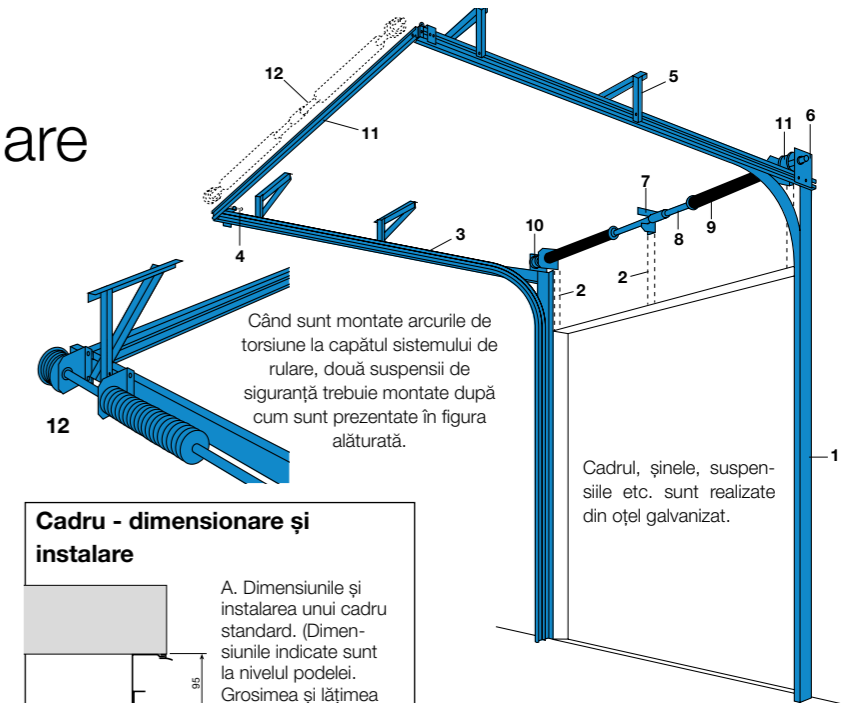 are
12
11
5
6
11
7
8
9
10
3
4
2
2
Când sunt montate arcurile de
torsiune la capătul sistemului de
rulare, două suspensii de
siguranță trebuie montate după
cum sunt prezentate în figura
alăturată.
12
1
Cadrul, șinele, suspen-
siile etc. sunt realizate
din oțel galvanizat.
Cadru - dimensionare și
instalare
A. Dimensiunile și
instalarea unui cadru
standard. (Dimen-
siunile indicate sunt
la nivelul podelei.
Grosimea și lățimea
95